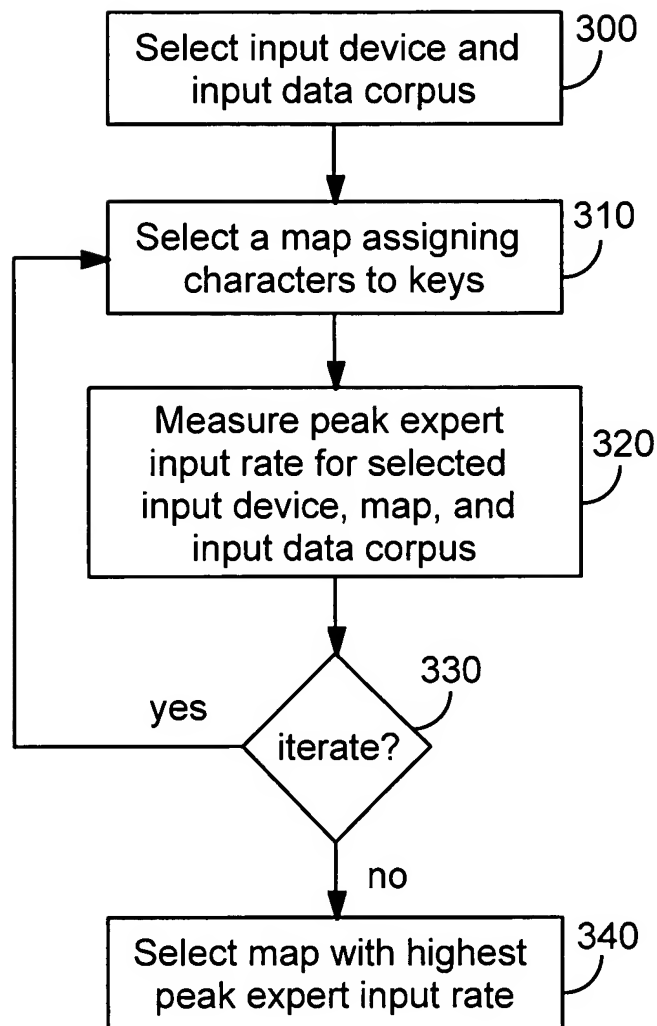 Select input device and
input data corpus
300
Select a map assigning
characters to keys
310
Measure peak expert
input rate for selected
input device, map, and
input data corpus
320
330
yes
iterate?
no
Select map with highest
peak expert input rate
340